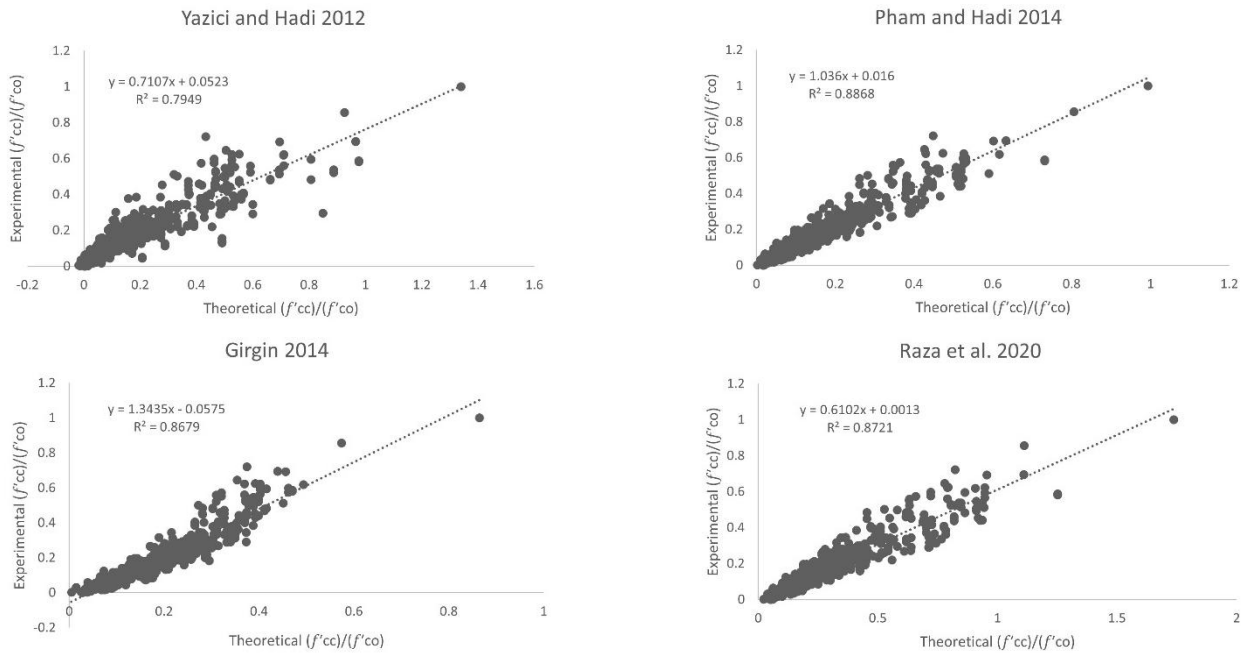 Yazici and Hadi 2012
1.2
1
0.8
0.6
0.4
0.2
0
-0.2
0
0.2
0.4
0.6
0.8
1
1.2
1.4
1.6
y = 0.7107x + 0.0523
R² = 0.7949
Experimental (f'cc)/(f'co)
Theoretical (f'cc)/(f'co)
Pham and Hadi 2014
1.2
1
0.8
0.6
0.4
0.2
0
0
0.2
0.4
0.6
0.8
1
1.2
y = 1.036x + 0.016
R² = 0.8868
Experimental (f'cc)/(f'co)
Theoretical (f'cc)/(f'co)
Girgin 2014
1.2
1
0.8
0.6
0.4
0.2
0
-0.2
0
0.2
0.4
0.6
0.8
1
y = 1.3435x - 0.0575
R² = 0.8679
Experimental (f'cc)/(f'co)
Theoretical (f'cc)/(f'co)
Raza et al. 2020
1.2
1
0.8
0.6
0.4
0.2
0
0
0.5
1
1.5
2
y = 0.6102x + 0.0013
R² = 0.8721
Experimental (f'cc)/(f'co)
Theoretical (f'cc)/(f'co)